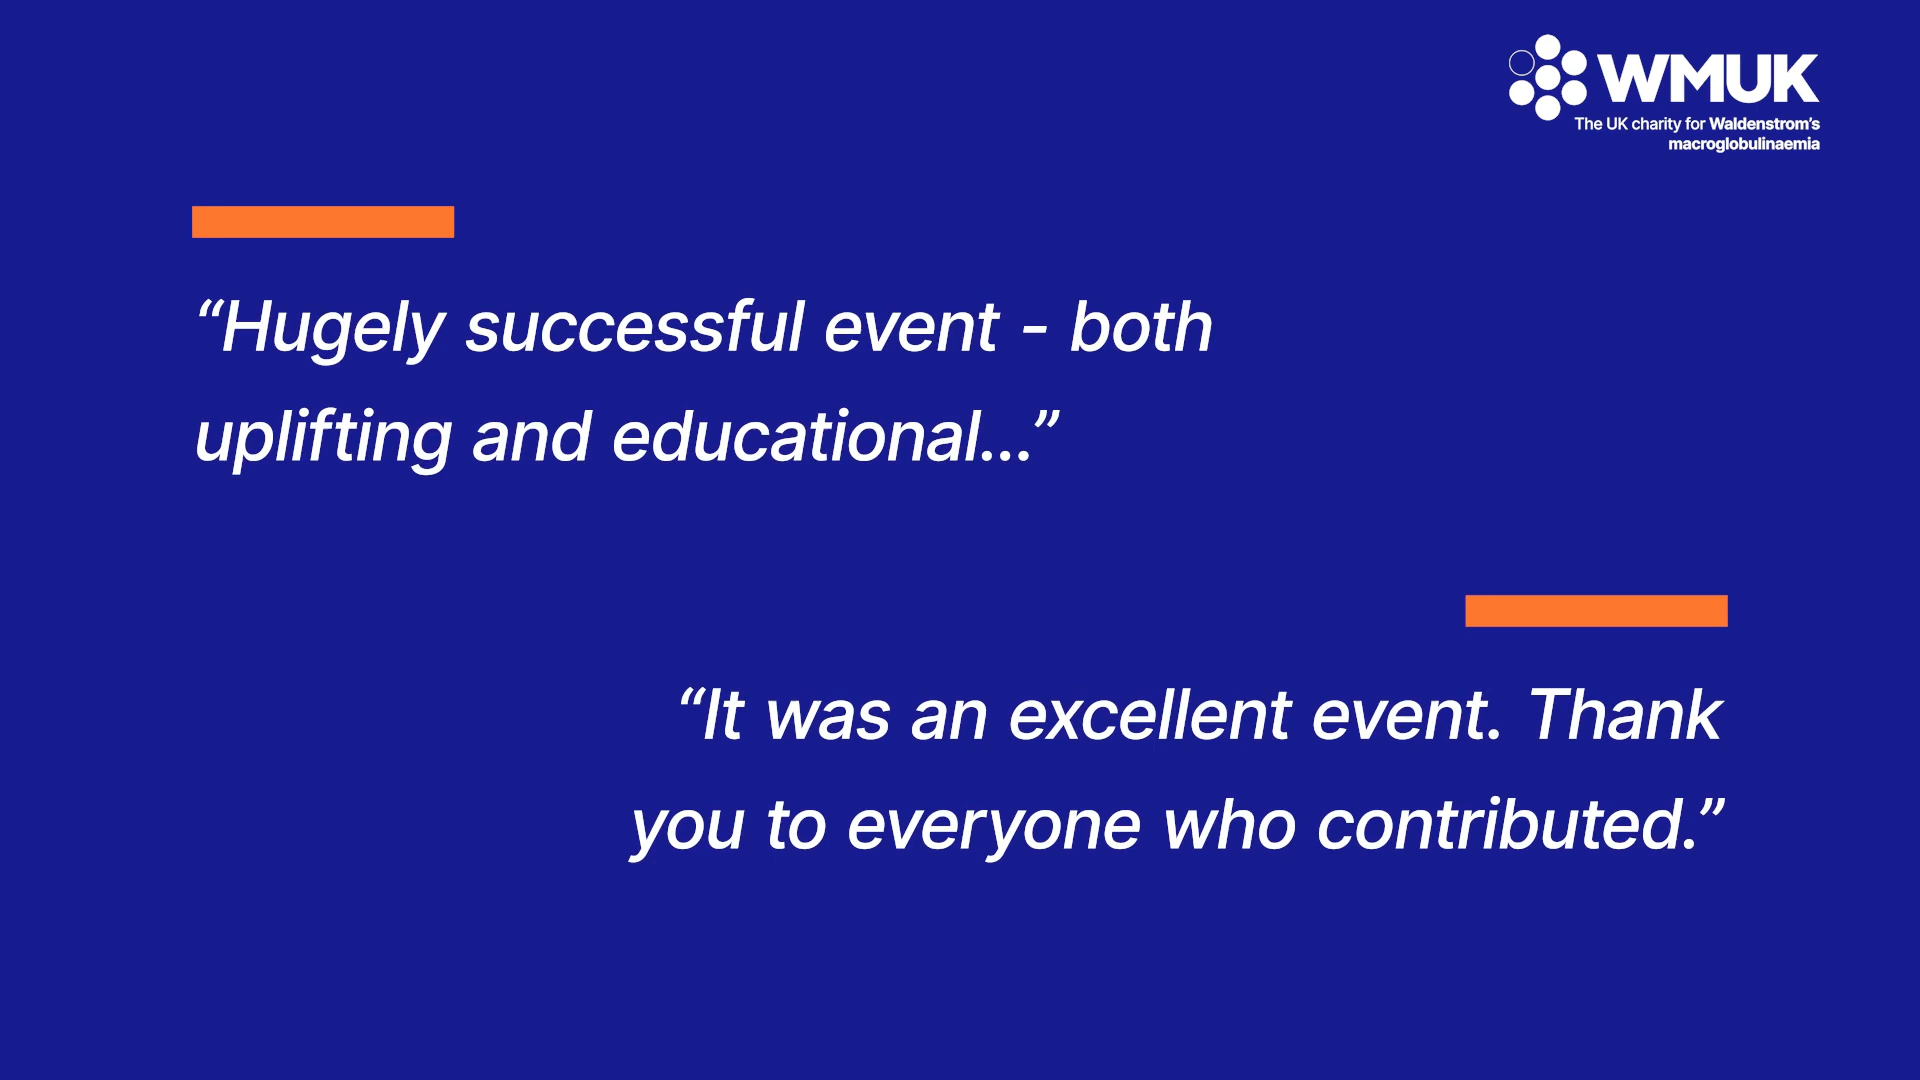 WMUK
The UK charity for Waldenstrom’s
macroglobulinaemia
“Hugely successful event - both
uplifting and educational...”
“It was an excellent event. Thank
you to everyone who contributed.”